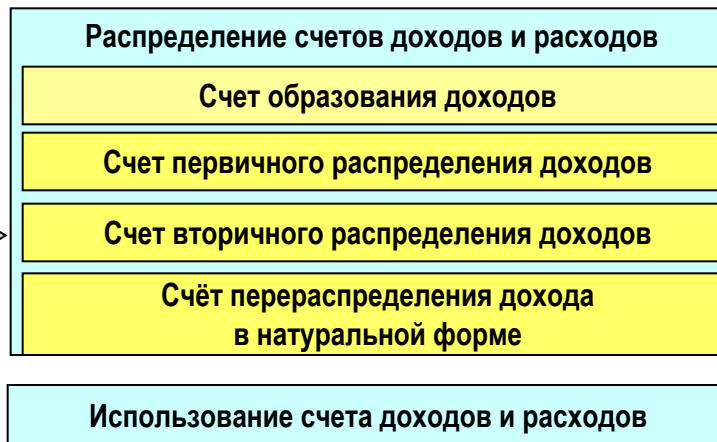 Распределение счетов доходов и расходов
Счет образования доходов
Счет первичного распределения доходов
Счет вторичного распределения доходов
Счёт перераспределения дохода
в натуральной форме
Использование счета доходов и расходов